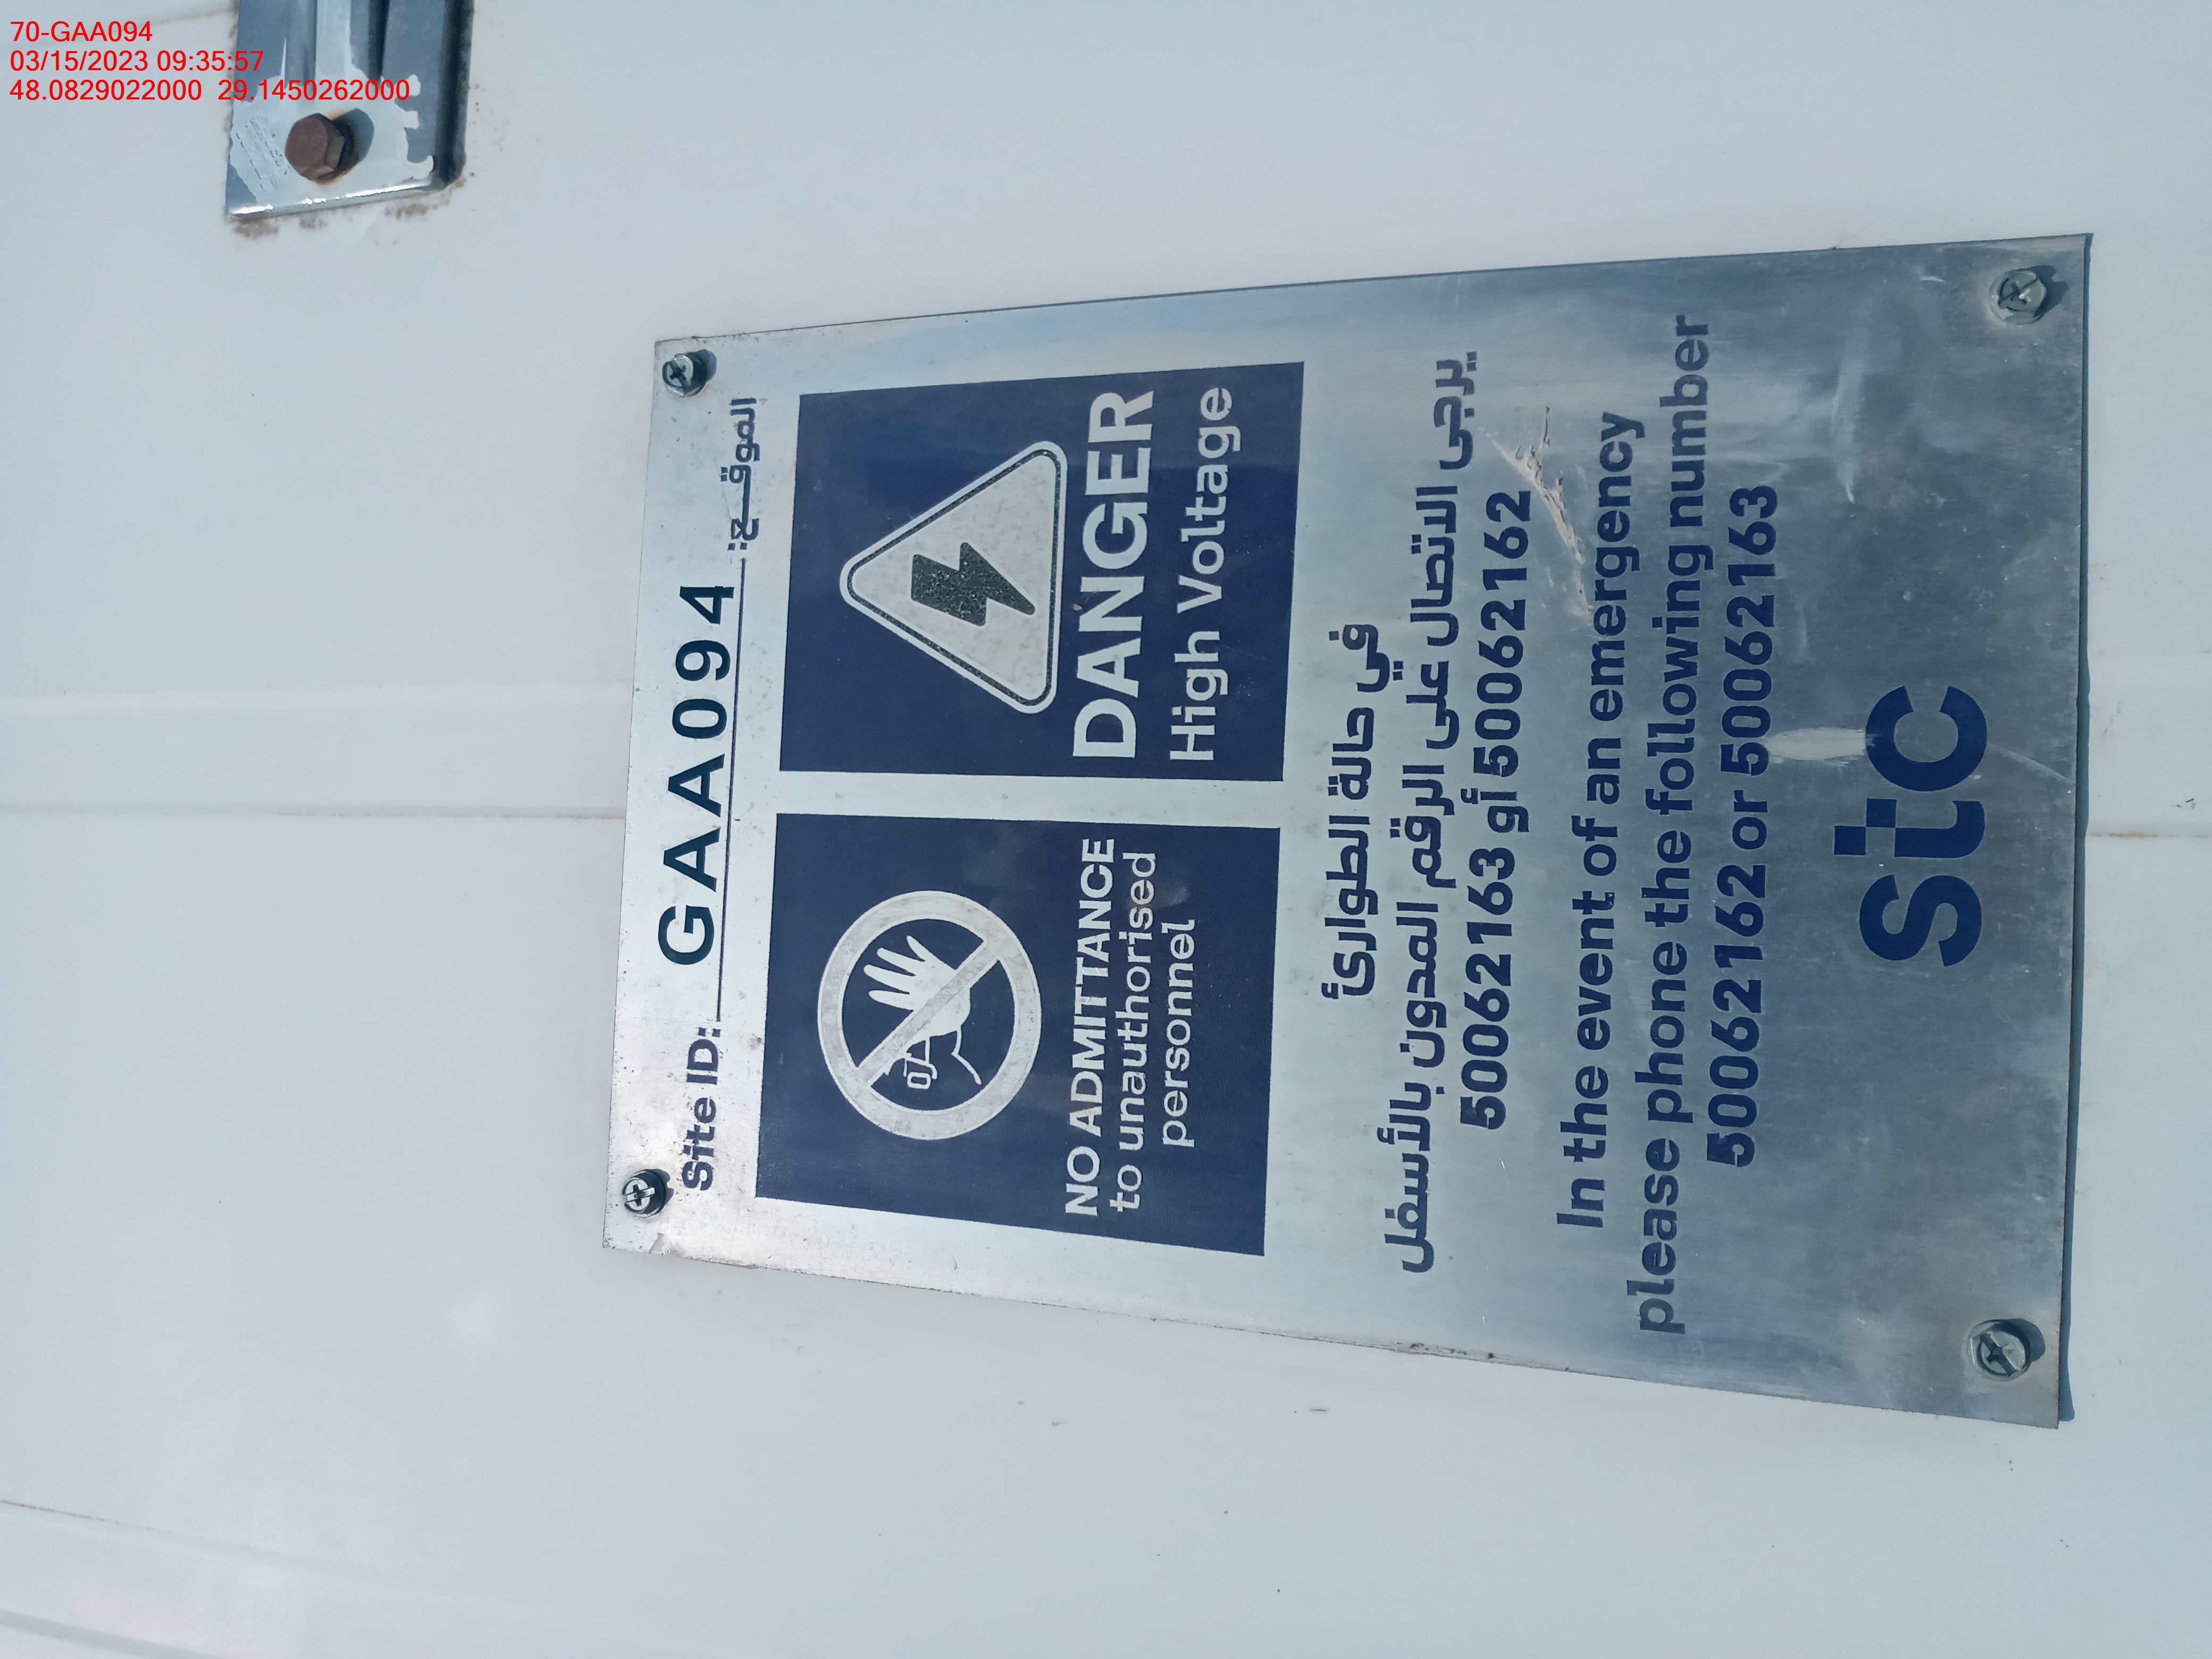 70-GAA094
03/15/2023 09:35:57
48.0829022000 29.1450262000
Site ID: GAA094 الموقـــع:
NO ADMITTANCE
to unauthorised
personnel
DANGER
High Voltage
في حالة الطوارئ
يرجى الاتصال على الرقم المدون بالأسفل
50062162 أو 50062163
In the event of an emergency
please phone the following number
50062162 or 50062163
stc